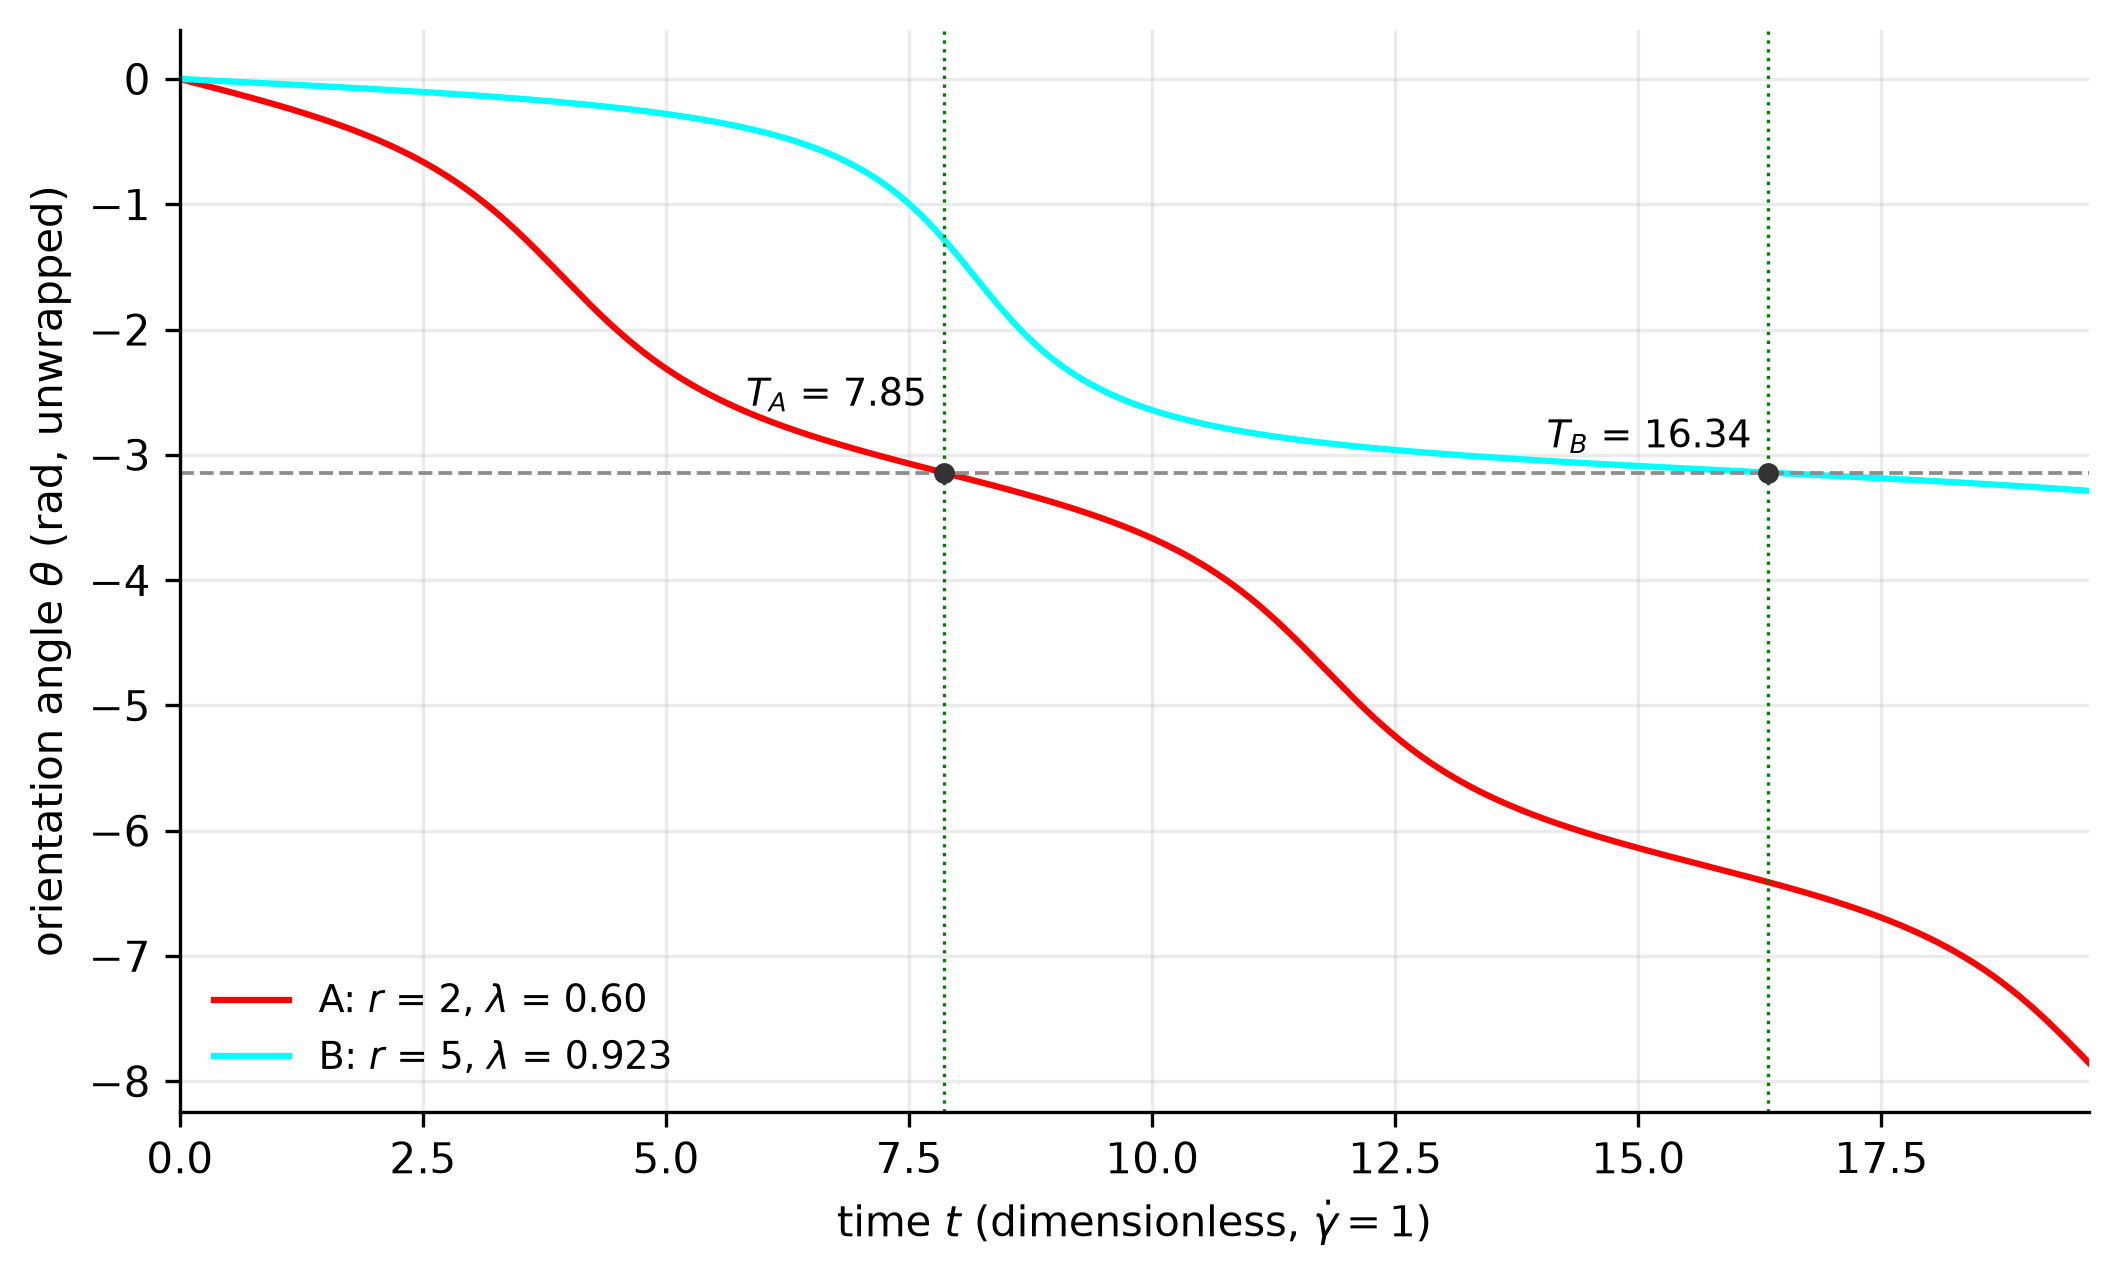 0
−1
−2
−3
−4
−5
−6
−7
−8
orientation angle θ (rad, unwrapped)
T_A = 7.85
T_B = 16.34
A: r = 2, λ = 0.60
B: r = 5, λ = 0.923
0.0 2.5 5.0 7.5 10.0 12.5 15.0 17.5
time t (dimensionless, γ̇ = 1)